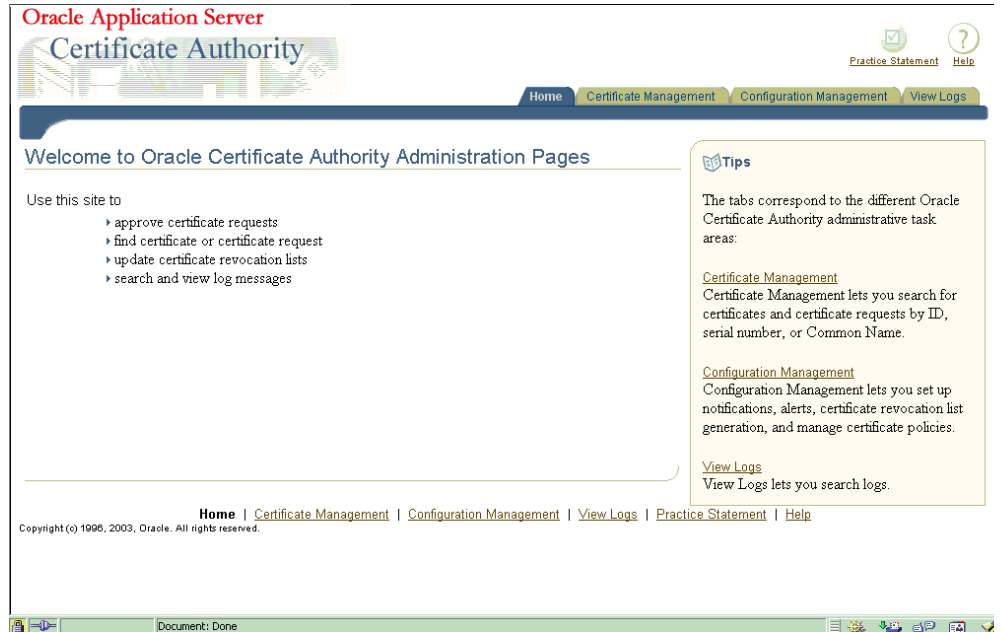 Oracle Application Server
Certificate Authority
Practice Statement
Help
Home
Certificate Management
Configuration Management
View Logs
Welcome to Oracle Certificate Authority Administration Pages
Use this site to
approve certificate requests
find certificate or certificate request
update certificate revocation lists
search and view log messages
Tips
The tabs correspond to the different Oracle
Certificate Authority administrative task
areas:
Certificate Management
Certificate Management lets you search for
certificates and certificate requests by ID,
serial number, or Common Name.
Configuration Management
Configuration Management lets you set up
notifications, alerts, certificate revocation list
generation, and manage certificate policies.
View Logs
View Logs lets you search logs.
Home | Certificate Management | Configuration Management | View Logs | Practice Statement | Help
Copyright (c) 1996, 2003, Oracle. All rights reserved.
Document: Done